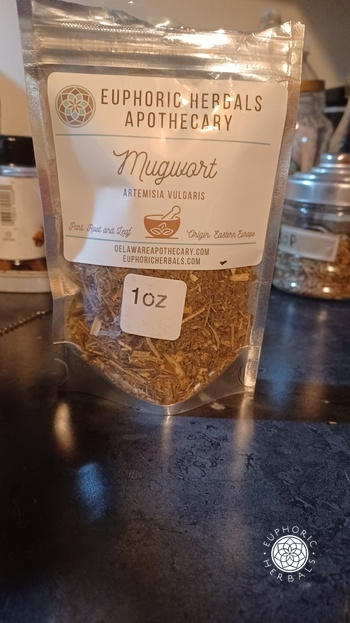 EUPHORIC HERBALS
APOTHECARY
Mugwort
ARTEMISIA VULGARIS
Part: Root and Leaf
Origin: Eastern Europe
DELAWAREAPOTHECARY.COM
EUPHORICHERBALS.COM
1oz
EUPHORIC
HERBALS